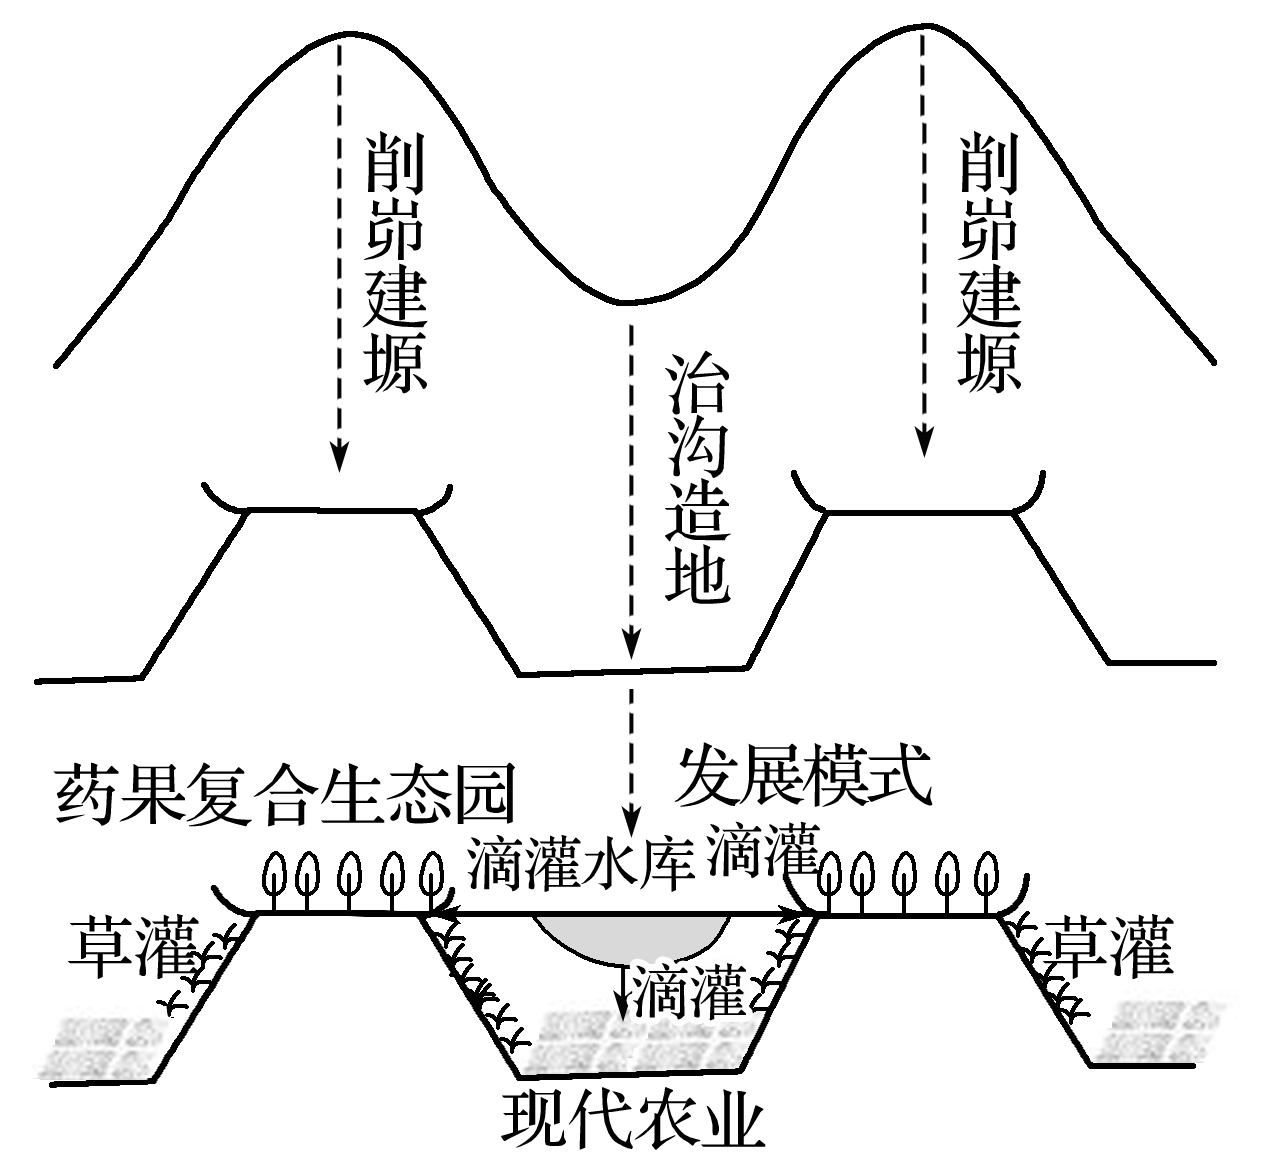 削峁建塬
削峁建塬
治沟造地
药果复合生态园
发展模式
滴灌水库
滴灌
草灌
草灌
滴灌
现代农业